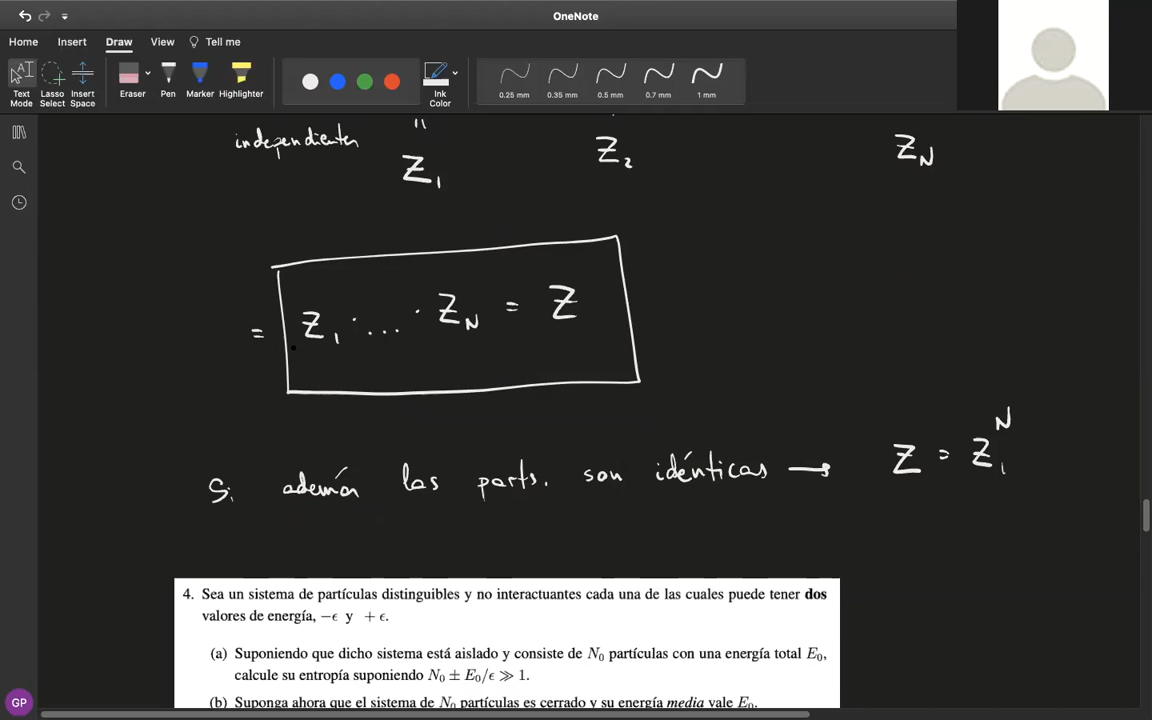 OneNote
Home Insert Draw View Tell me
Text Mode
Lasso Select
Insert Space
Eraser
Pen
Marker
Highlighter
Ink Color
0.25 mm 0.35 mm 0.5 mm 0.7 mm 1 mm
independientes
Z₁ Z₂ Z_N
= Z₁ · ... · Z_N = Z
Si además las parts. son idénticas → Z = Z₁^N
4. Sea un sistema de partículas distinguibles y no interactuantes cada una de las cuales puede tener dos
valores de energía, −ϵ y +ϵ.
(a) Suponiendo que dicho sistema está aislado y consiste de N₀ partículas con una energía total E₀,
calcule su entropía suponiendo N₀ ± E₀/ϵ ≫ 1.
(b) Suponga ahora que el sistema de N₀ partículas es cerrado y su energía media vale E₀.
GP